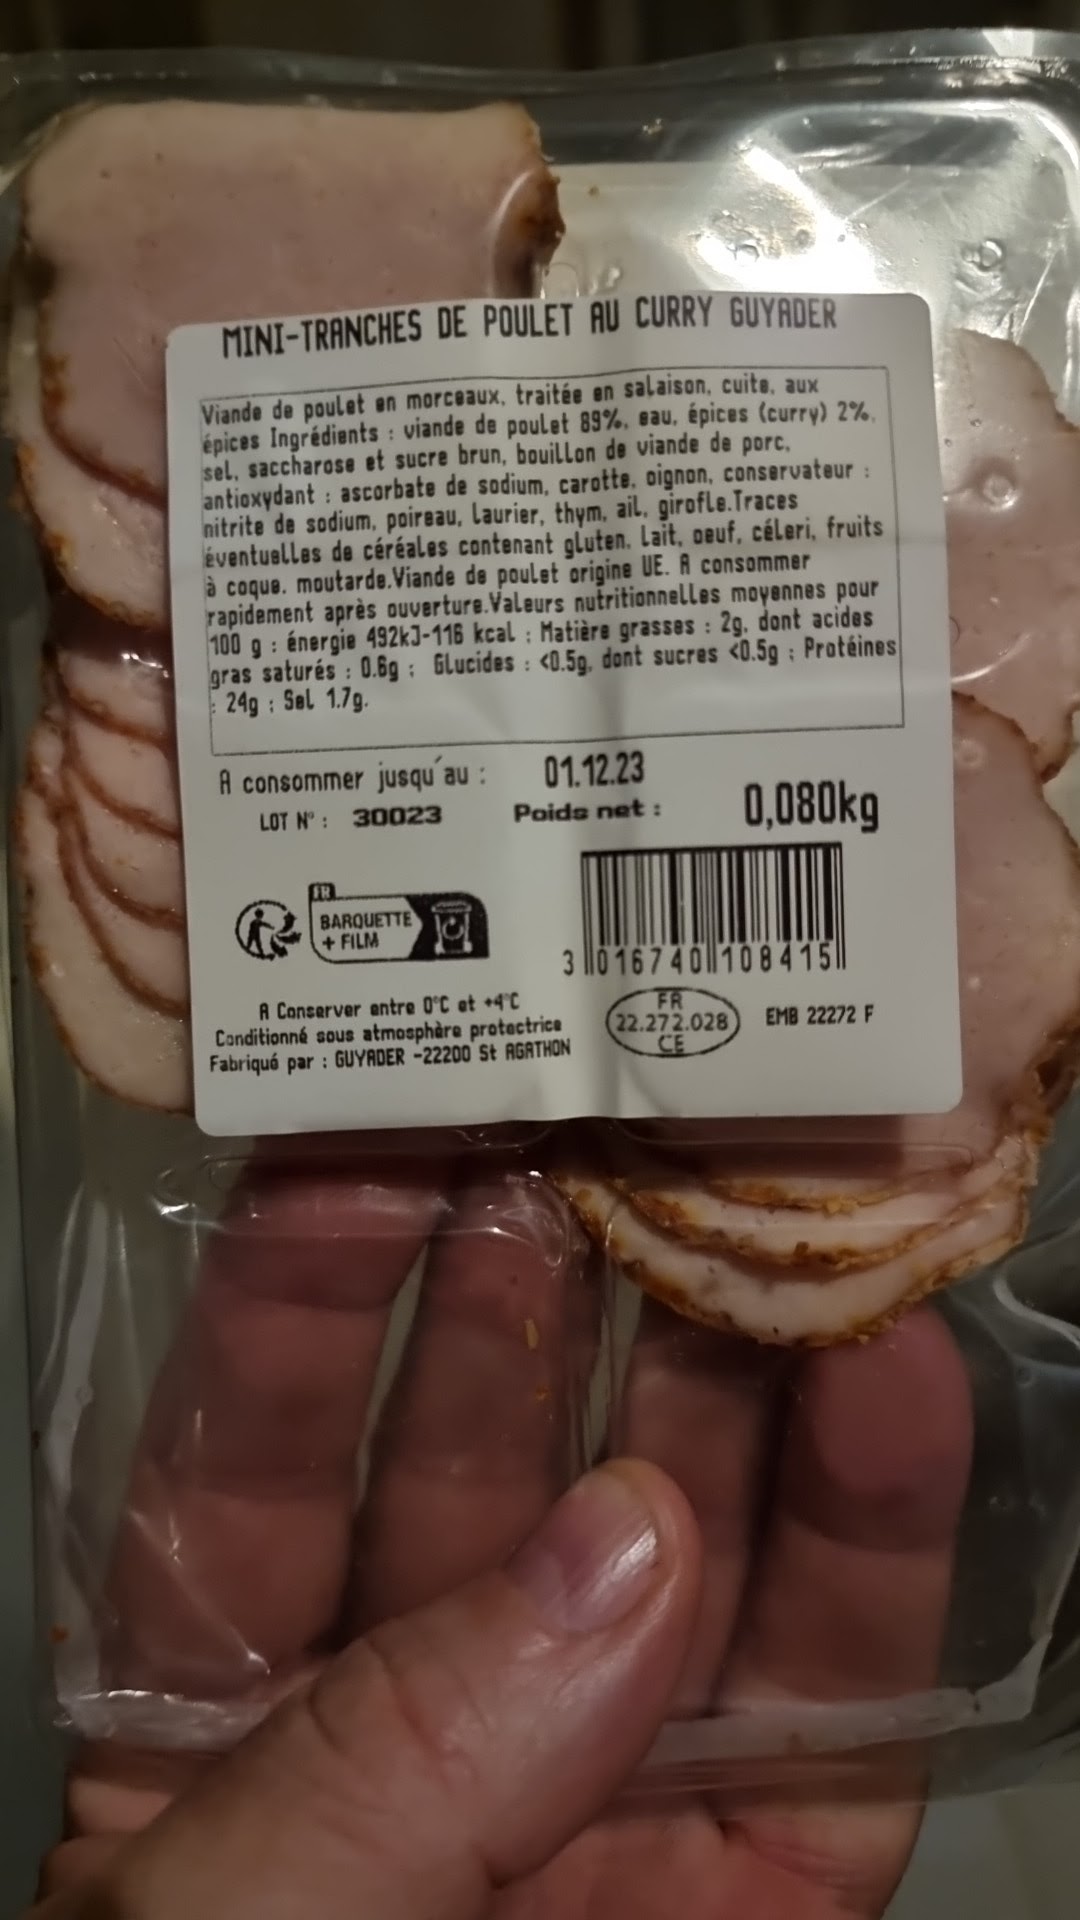 MINI-TRANCHES DE POULET AU CURRY GUYADER
Viande de poulet en morceaux, traitée en salaison, cuite, aux
épices Ingrédients : viande de poulet 89%, eau, épices (curry) 2%,
sel, saccharose et sucre brun, bouillon de viande de porc,
antioxydant : ascorbate de sodium, carotte, oignon, conservateur :
nitrite de sodium, poireau, laurier, thym, ail, girofle.Traces
éventuelles de céréales contenant gluten. Lait, oeuf, céleri, fruits
à coque. moutarde.Viande de poulet origine UE. A consommer
rapidement après ouverture.Valeurs nutritionnelles moyennes pour
100 g : énergie 492kJ-116 kcal ; Matière grasses : 2g, dont acides
gras saturés : 0.6g ; Glucides : <0.5g, dont sucres <0.5g ; Protéines
: 24g ; Sel 1.7g.
A consommer jusqu'au : 01.12.23
LOT N° : 30023 Poids net : 0,080kg
FR
BARQUETTE
+ FILM
3 016740 108415
A Conserver entre 0°C et +4°C
Conditionné sous atmosphère protectrice
Fabriqué par : GUYADER -22200 St AGATHON
FR
22.272.028
CE
EMB 22272 F